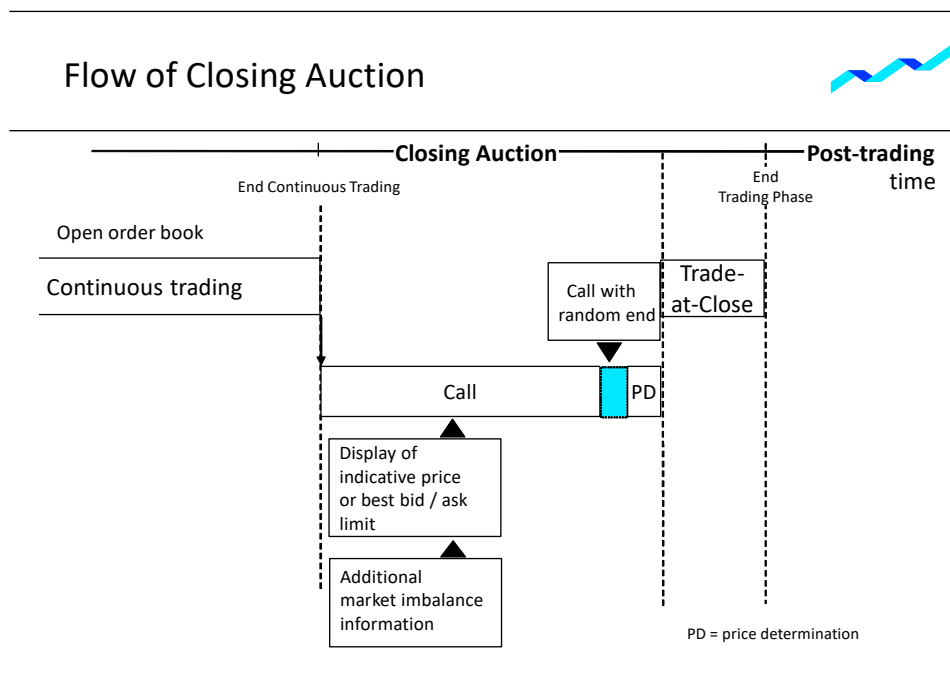 Flow of Closing Auction
Closing Auction
Post-trading
time
End Continuous Trading
End
Trading Phase
Open order book
Continuous trading
Call with
random end
Trade-
at-Close
Call
PD
Display of
indicative price
or best bid / ask
limit
Additional
market imbalance
information
PD = price determination